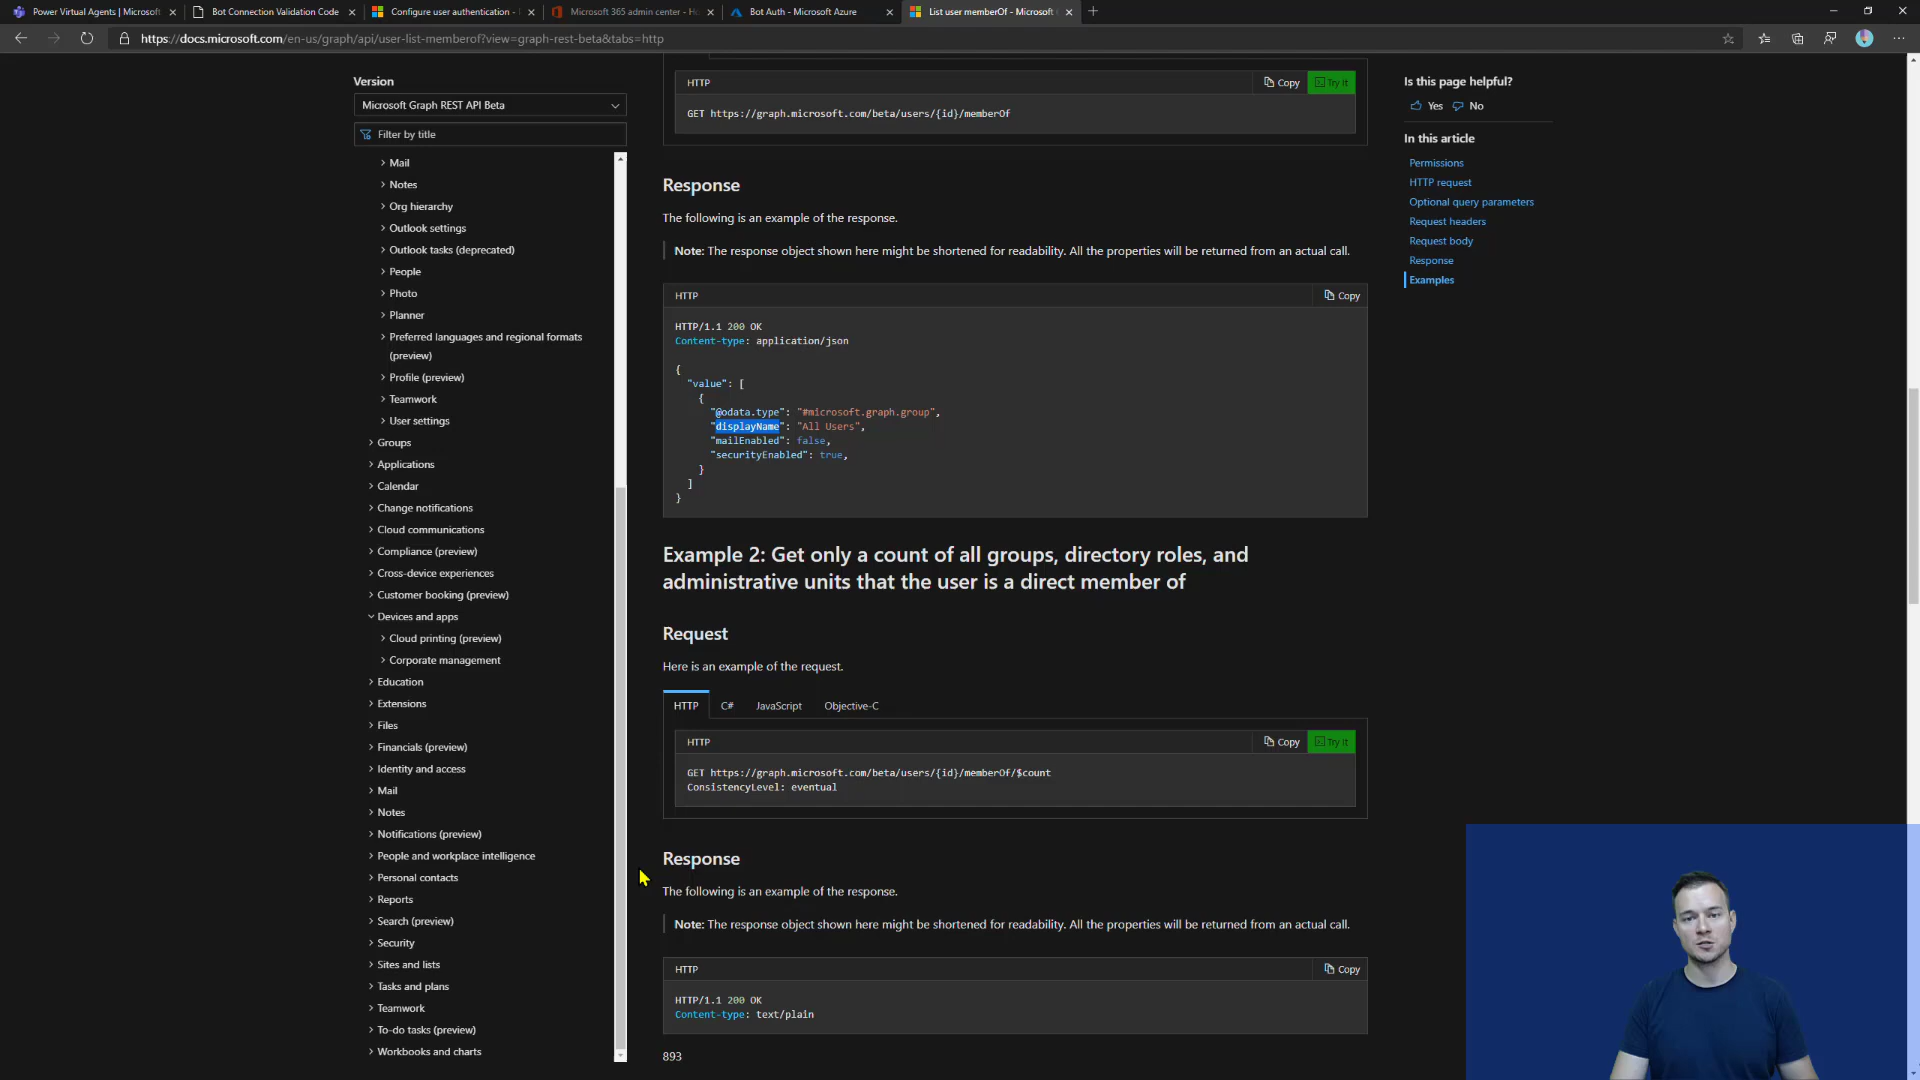 Power Virtual Agents | Microsoft
Bot Connection Validation Code
Configure user authentication -
Microsoft 365 admin center - Ho
Bot Auth - Microsoft Azure
List user memberOf - Microsoft
https://docs.microsoft.com/en-us/graph/api/user-list-memberof?view=graph-rest-beta&tabs=http
Version
Microsoft Graph REST API Beta
Filter by title
Mail
Notes
Org hierarchy
Outlook settings
Outlook tasks (deprecated)
People
Photo
Planner
Preferred languages and regional formats
(preview)
Profile (preview)
Teamwork
User settings
Groups
Applications
Calendar
Change notifications
Cloud communications
Compliance (preview)
Cross-device experiences
Customer booking (preview)
Devices and apps
Cloud printing (preview)
Corporate management
Education
Extensions
Files
Financials (preview)
Identity and access
Mail
Notes
Notifications (preview)
People and workplace intelligence
Personal contacts
Reports
Search (preview)
Security
Sites and lists
Tasks and plans
Teamwork
To-do tasks (preview)
Workbooks and charts
HTTP
Copy
Try It
GET https://graph.microsoft.com/beta/users/{id}/memberOf
Response
The following is an example of the response.
Note: The response object shown here might be shortened for readability. All the properties will be returned from an actual call.
HTTP
Copy
HTTP/1.1 200 OK
Content-type: application/json
{
"value": [
{
"@odata.type": "#microsoft.graph.group",
"displayName": "All Users",
"mailEnabled": false,
"securityEnabled": true,
}
]
}
Example 2: Get only a count of all groups, directory roles, and
administrative units that the user is a direct member of
Request
Here is an example of the request.
HTTP C# JavaScript Objective-C
HTTP
Copy
Try It
GET https://graph.microsoft.com/beta/users/{id}/memberOf/$count
ConsistencyLevel: eventual
Response
The following is an example of the response.
Note: The response object shown here might be shortened for readability. All the properties will be returned from an actual call.
HTTP
Copy
HTTP/1.1 200 OK
Content-type: text/plain
893
Is this page helpful?
Yes No
In this article
Permissions
HTTP request
Optional query parameters
Request headers
Request body
Response
Examples